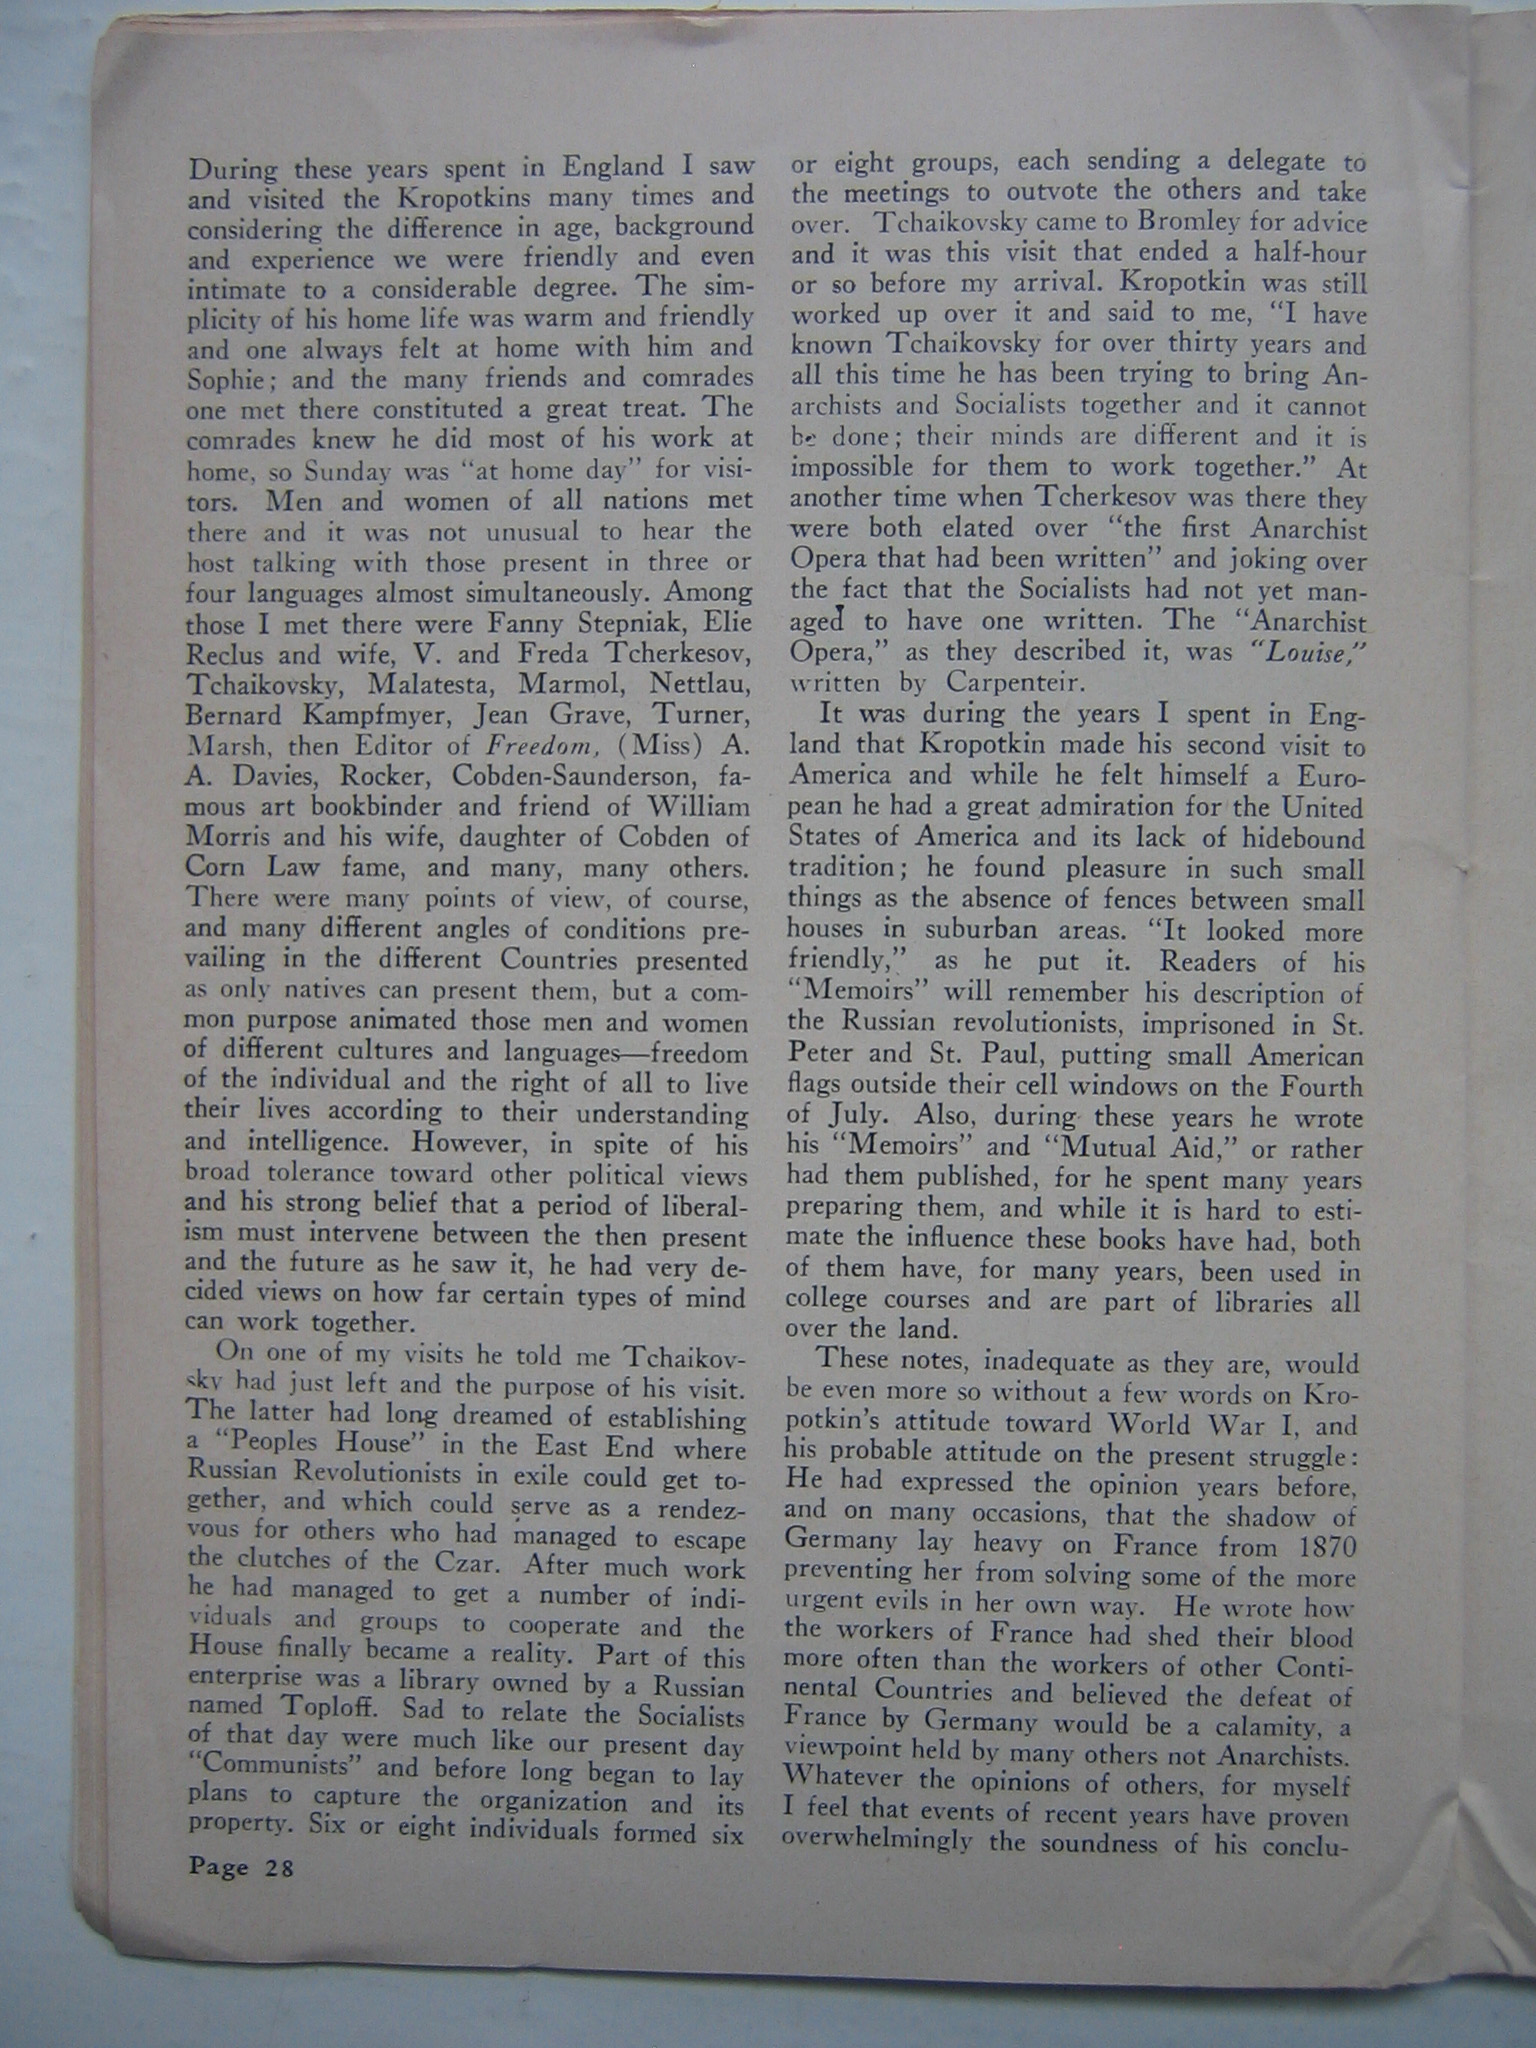 During these years spent in England I saw
and visited the Kropotkins many times and
considering the difference in age, background
and experience we were friendly and even
intimate to a considerable degree. The sim-
plicity of his home life was warm and friendly
and one always felt at home with him and
Sophie; and the many friends and comrades
one met there constituted a great treat. The
comrades knew he did most of his work at
home, so Sunday was “at home day” for visi-
tors. Men and women of all nations met
there and it was not unusual to hear the
host talking with those present in three or
four languages almost simultaneously. Among
those I met there were Fanny Stepniak, Elie
Reclus and wife, V. and Freda Tcherkesov,
Tchaikovsky, Malatesta, Marmol, Nettlau,
Bernard Kampfmyer, Jean Grave, Turner,
Marsh, then Editor of Freedom, (Miss) A.
A. Davies, Rocker, Cobden-Saunderson, fa-
mous art bookbinder and friend of William
Morris and his wife, daughter of Cobden of
Corn Law fame, and many, many others.
There were many points of view, of course,
and many different angles of conditions pre-
vailing in the different Countries presented
as only natives can present them, but a com-
mon purpose animated those men and women
of different cultures and languages—freedom
of the individual and the right of all to live
their lives according to their understanding
and intelligence. However, in spite of his
broad tolerance toward other political views
and his strong belief that a period of liberal-
ism must intervene between the then present
and the future as he saw it, he had very de-
cided views on how far certain types of mind
can work together.
On one of my visits he told me Tchaikov-
sky had just left and the purpose of his visit.
The latter had long dreamed of establishing
a “Peoples House” in the East End where
Russian Revolutionists in exile could get to-
gether, and which could serve as a rendez-
vous for others who had managed to escape
the clutches of the Czar. After much work
he had managed to get a number of indi-
viduals and groups to cooperate and the
House finally became a reality. Part of this
enterprise was a library owned by a Russian
named Toploff. Sad to relate the Socialists
of that day were much like our present day
“Communists” and before long began to lay
plans to capture the organization and its
property. Six or eight individuals formed six
Page 28
or eight groups, each sending a delegate to
the meetings to outvote the others and take
over. Tchaikovsky came to Bromley for advice
and it was this visit that ended a half-hour
or so before my arrival. Kropotkin was still
worked up over it and said to me, “I have
known Tchaikovsky for over thirty years and
all this time he has been trying to bring An-
archists and Socialists together and it cannot
be done; their minds are different and it is
impossible for them to work together.” At
another time when Tcherkesov was there they
were both elated over “the first Anarchist
Opera that had been written” and joking over
the fact that the Socialists had not yet man-
aged to have one written. The “Anarchist
Opera,” as they described it, was “Louise,”
written by Carpenteir.
It was during the years I spent in Eng-
land that Kropotkin made his second visit to
America and while he felt himself a Euro-
pean he had a great admiration for the United
States of America and its lack of hidebound
tradition; he found pleasure in such small
things as the absence of fences between small
houses in suburban areas. “It looked more
friendly,” as he put it. Readers of his
“Memoirs” will remember his description of
the Russian revolutionists, imprisoned in St.
Peter and St. Paul, putting small American
flags outside their cell windows on the Fourth
of July. Also, during these years he wrote
his “Memoirs” and “Mutual Aid,” or rather
had them published, for he spent many years
preparing them, and while it is hard to esti-
mate the influence these books have had, both
of them have, for many years, been used in
college courses and are part of libraries all
over the land.
These notes, inadequate as they are, would
be even more so without a few words on Kro-
potkin’s attitude toward World War I, and
his probable attitude on the present struggle:
He had expressed the opinion years before,
and on many occasions, that the shadow of
Germany lay heavy on France from 1870
preventing her from solving some of the more
urgent evils in her own way. He wrote how
the workers of France had shed their blood
more often than the workers of other Conti-
nental Countries and believed the defeat of
France by Germany would be a calamity, a
viewpoint held by many others not Anarchists.
Whatever the opinions of others, for myself
I feel that events of recent years have proven
overwhelmingly the soundness of his conclu-